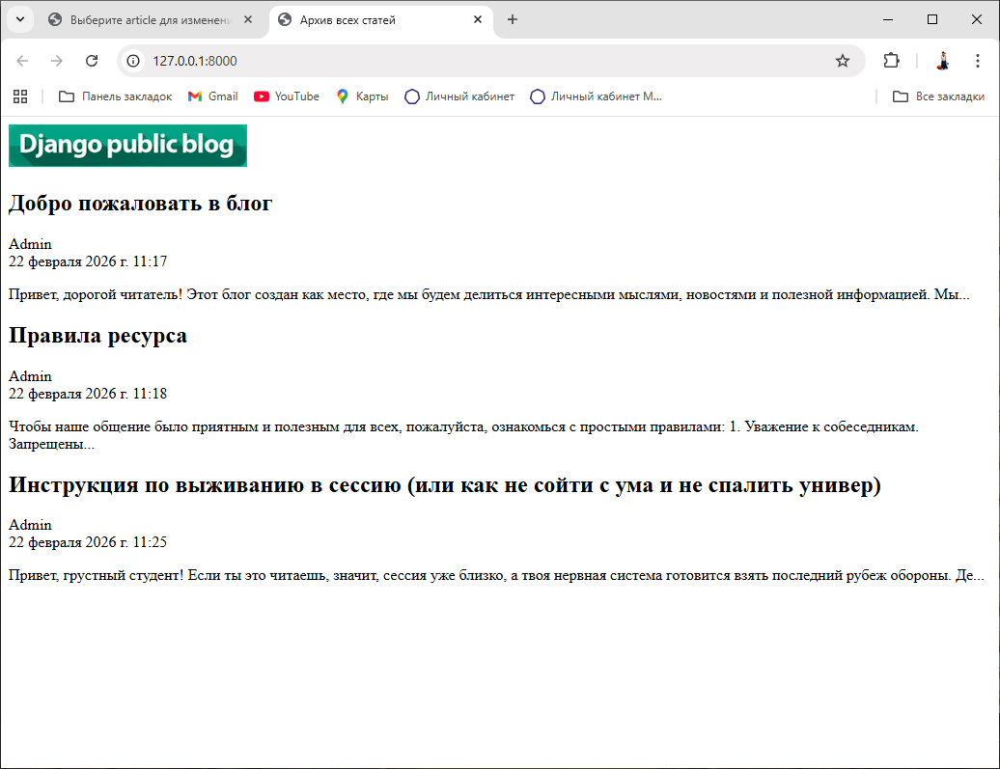 Выберите article для изменени
Архив всех статей
127.0.0.1:8000
Панель закладок
Gmail
YouTube
Карты
Личный кабинет
Личный кабинет М...
Все закладки
Django public blog
Добро пожаловать в блог
Admin
22 февраля 2026 г. 11:17
Привет, дорогой читатель! Этот блог создан как место, где мы будем делиться интересными мыслями, новостями и полезной информацией. Мы...
Правила ресурса
Admin
22 февраля 2026 г. 11:18
Чтобы наше общение было приятным и полезным для всех, пожалуйста, ознакомься с простыми правилами: 1. Уважение к собеседникам.
Запрещены...
Инструкция по выживанию в сессию (или как не сойти с ума и не спалить универ)
Admin
22 февраля 2026 г. 11:25
Привет, грустный студент! Если ты это читаешь, значит, сессия уже близко, а твоя нервная система готовится взять последний рубеж обороны. Де...